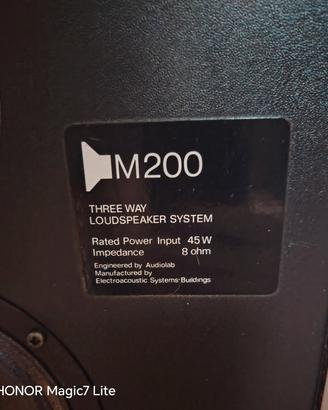 M200
THREE WAY
LOUDSPEAKER SYSTEM
Rated Power Input 45 W
Impedance 8 ohm
Engineered by Audiolab
Manufactured by
Electroacoustic Systems·Buildings
HONOR Magic7 Lite